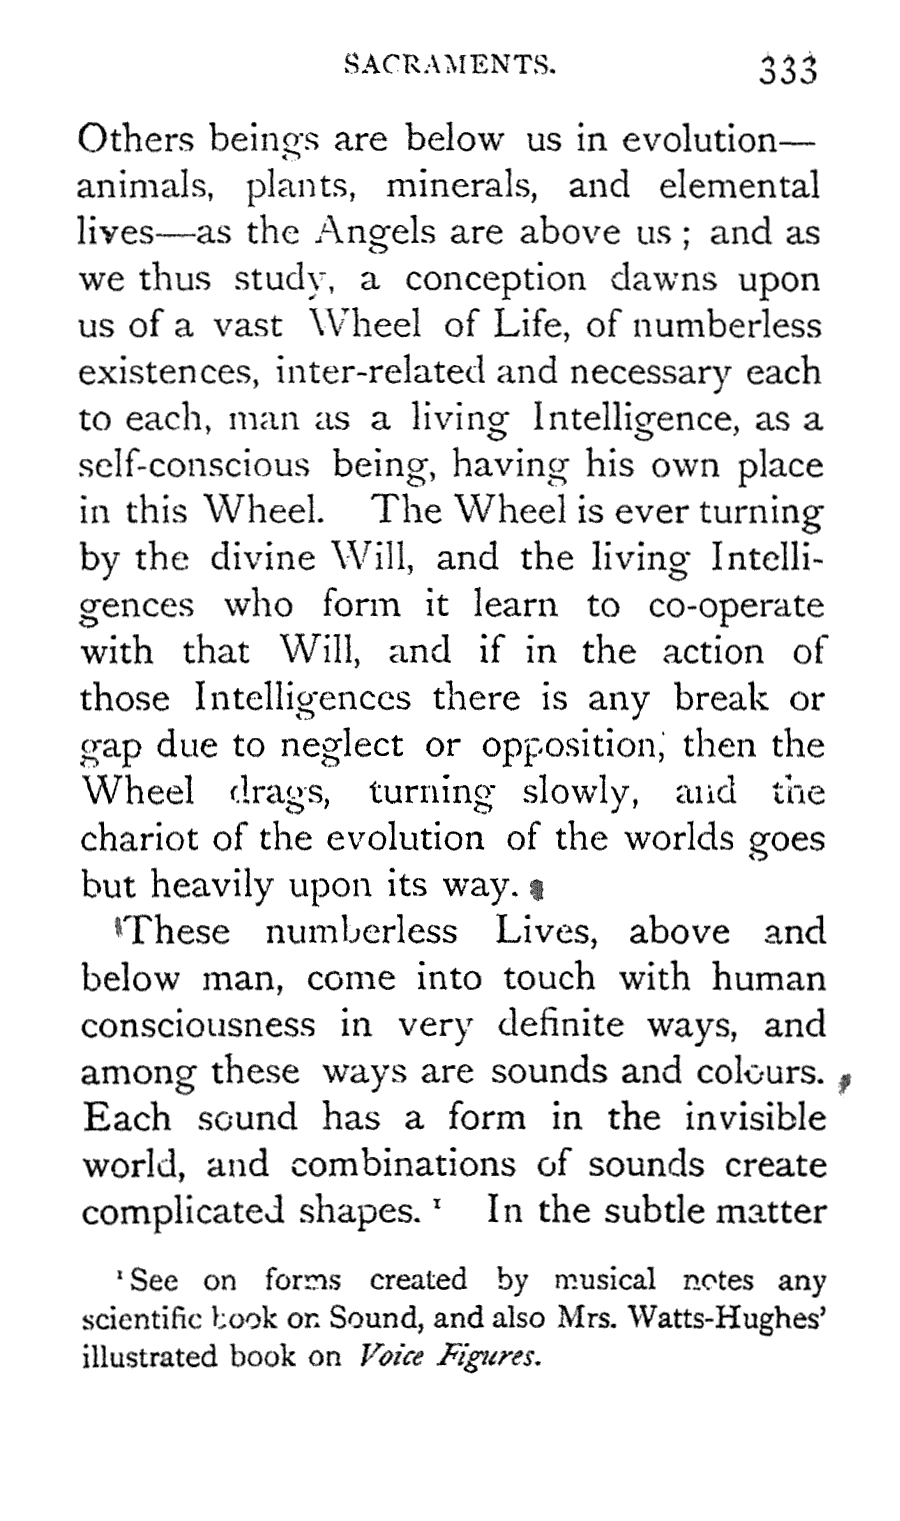 SACRAMENTS. 333
Others beings are below us in evolution—
animals, plants, minerals, and elemental
lives—as the Angels are above us ; and as
we thus study, a conception dawns upon
us of a vast Wheel of Life, of numberless
existences, inter-related and necessary each
to each, man as a living Intelligence, as a
self-conscious being, having his own place
in this Wheel. The Wheel is ever turning
by the divine Will, and the living Intelli-
gences who form it learn to co-operate
with that Will, and if in the action of
those Intelligences there is any break or
gap due to neglect or opposition, then the
Wheel drags, turning slowly, and the
chariot of the evolution of the worlds goes
but heavily upon its way.
These numberless Lives, above and
below man, come into touch with human
consciousness in very definite ways, and
among these ways are sounds and colours.
Each sound has a form in the invisible
world, and combinations of sounds create
complicated shapes. ¹ In the subtle matter
¹ See on forms created by musical notes any
scientific book on Sound, and also Mrs. Watts-Hughes’
illustrated book on Voice Figures.